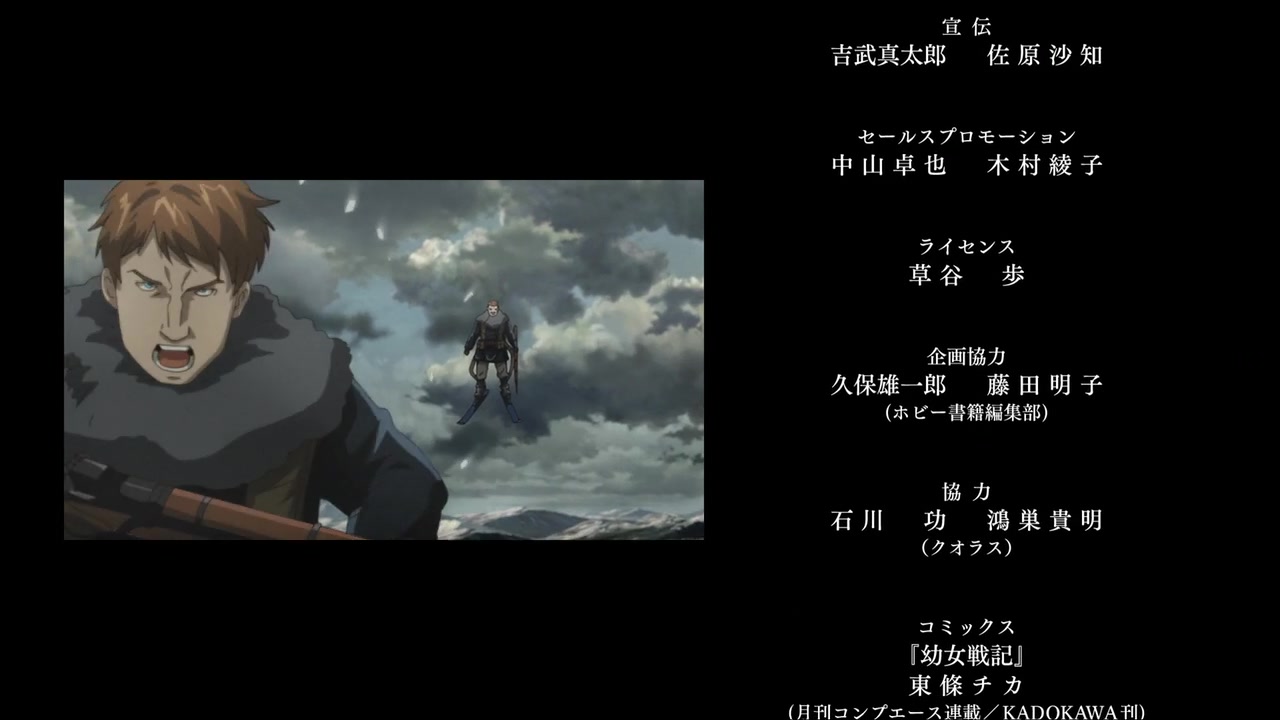 宣伝
吉武真太郎 佐原沙知
セールスプロモーション
中山卓也 木村綾子
ライセンス
草谷 歩
企画協力
久保雄一郎 藤田明子
(ホビー書籍編集部)
協力
石川 功 鴻巣貴明
(クオラス)
コミックス
『幼女戦記』
東條チカ
(月刊コンプエース連載／KADOKAWA刊)